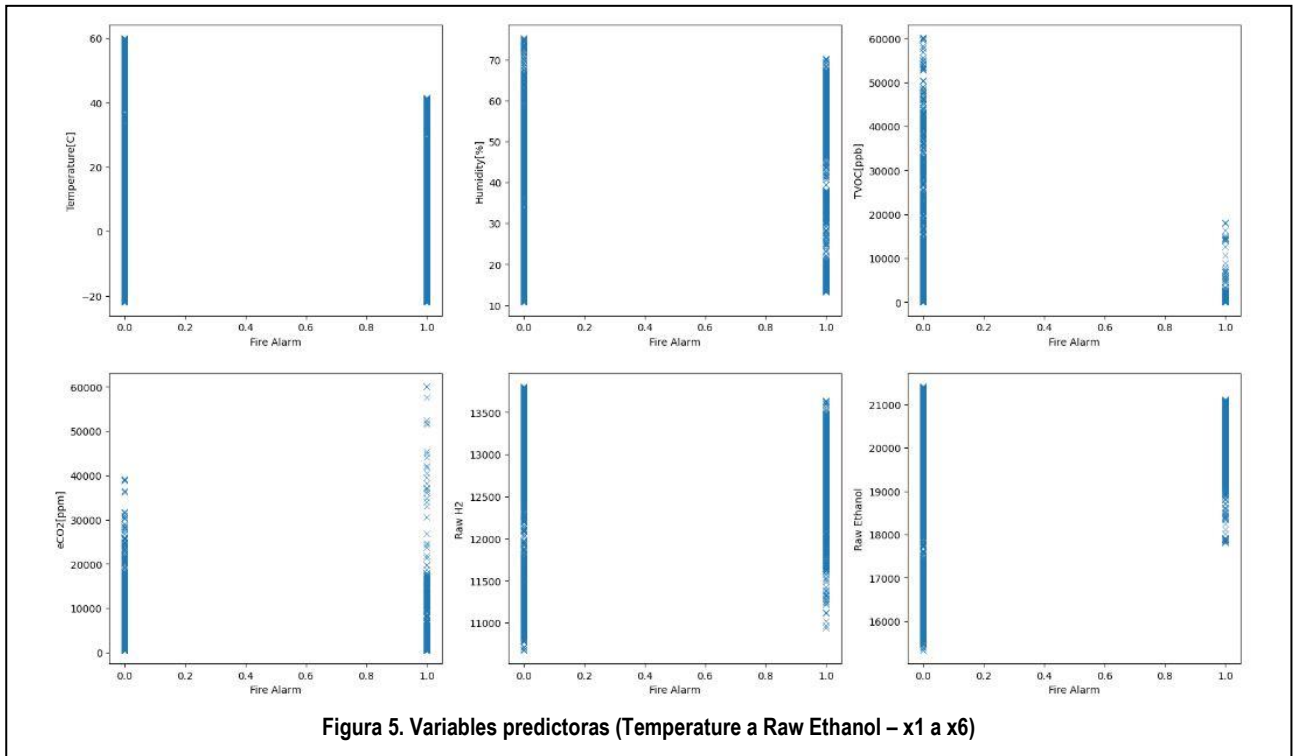 60
40
20
0
−20
Temperature[C]
0.0 0.2 0.4 0.6 0.8 1.0
Fire Alarm
70
60
50
40
30
20
10
Humidity[%]
0.0 0.2 0.4 0.6 0.8 1.0
Fire Alarm
60000
50000
40000
30000
20000
10000
0
TVOC[ppb]
0.0 0.2 0.4 0.6 0.8 1.0
Fire Alarm
60000
50000
40000
30000
20000
10000
0
eCO2[ppm]
0.0 0.2 0.4 0.6 0.8 1.0
Fire Alarm
13500
13000
12500
12000
11500
11000
Raw H2
0.0 0.2 0.4 0.6 0.8 1.0
Fire Alarm
21000
20000
19000
18000
17000
16000
Raw Ethanol
0.0 0.2 0.4 0.6 0.8 1.0
Fire Alarm
Figura 5. Variables predictoras (Temperature a Raw Ethanol – x1 a x6)